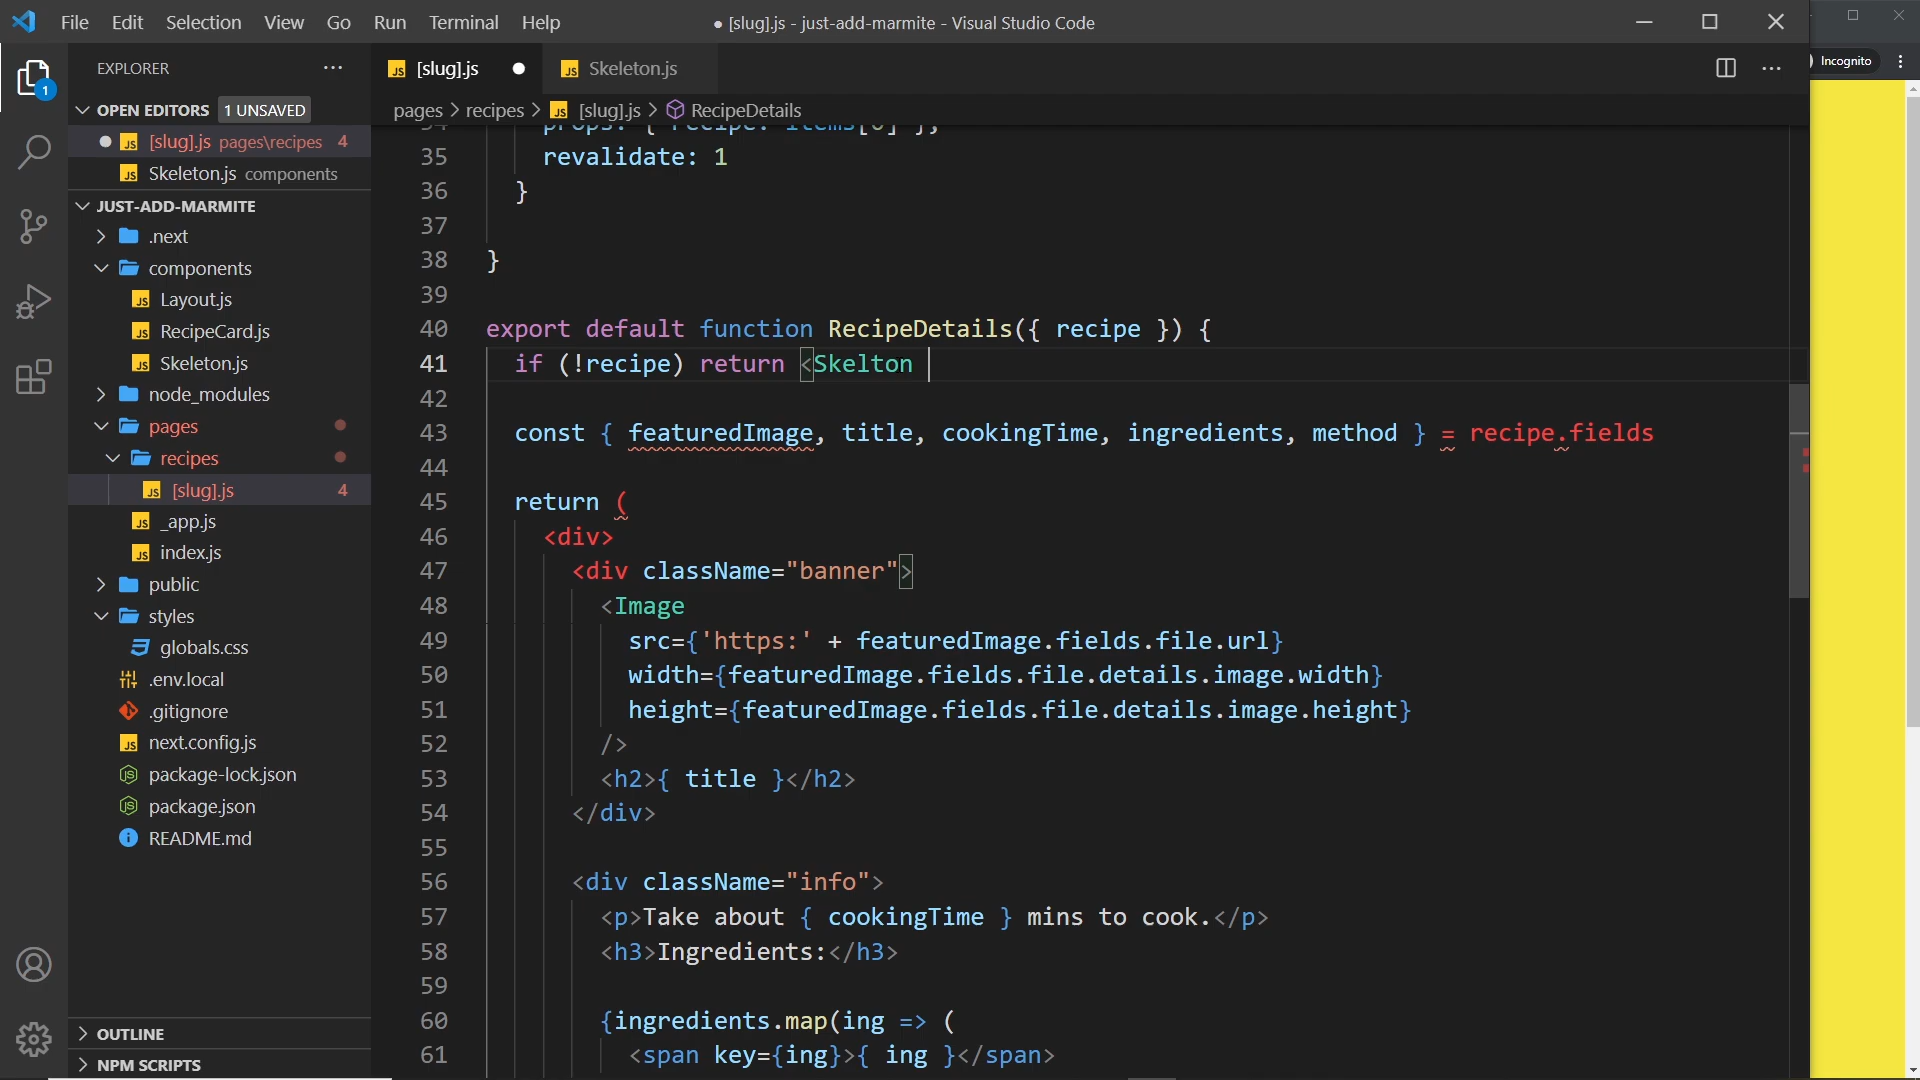 File Edit Selection View Go Run Terminal Help
● [slug].js - just-add-marmite - Visual Studio Code
Incognito
EXPLORER
OPEN EDITORS 1 UNSAVED
JS [slug].js pages\recipes 4
JS Skeleton.js components
JUST-ADD-MARMITE
.next
components
JS Layout.js
JS RecipeCard.js
JS Skeleton.js
node_modules
pages
recipes
JS [slug].js 4
JS _app.js
JS index.js
public
styles
globals.css
.env.local
.gitignore
JS next.config.js
package-lock.json
package.json
README.md
OUTLINE
NPM SCRIPTS
1
JS [slug].js
JS Skeleton.js
pages > recipes > JS [slug].js > RecipeDetails
34 props: { recipe: items[0] },
35 revalidate: 1
36 }
37
38 }
39
40 export default function RecipeDetails({ recipe }) {
41 if (!recipe) return <Skelton
42
43 const { featuredImage, title, cookingTime, ingredients, method } = recipe.fields
44
45 return (
46 <div>
47 <div className="banner">
48 <Image
49 src={'https:' + featuredImage.fields.file.url}
50 width={featuredImage.fields.file.details.image.width}
51 height={featuredImage.fields.file.details.image.height}
52 />
53 <h2>{ title }</h2>
54 </div>
55
56 <div className="info">
57 <p>Take about { cookingTime } mins to cook.</p>
58 <h3>Ingredients:</h3>
59
60 {ingredients.map(ing => (
61 <span key={ing}>{ ing }</span>